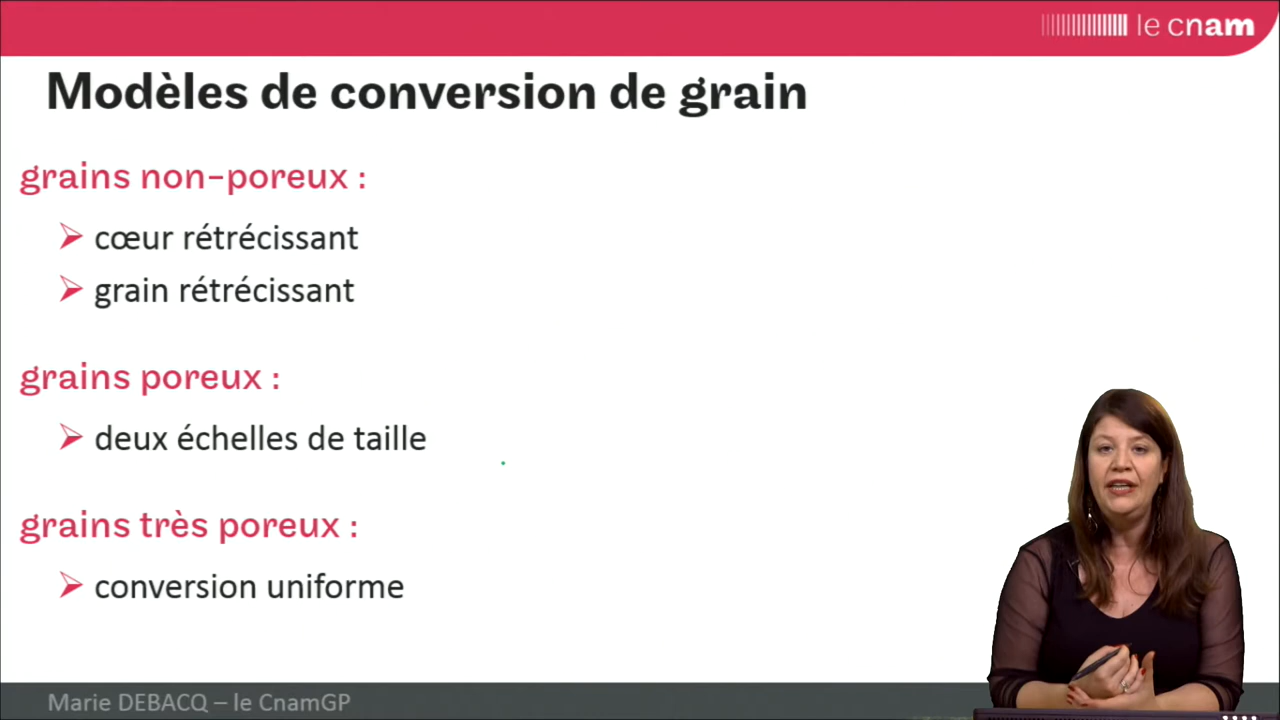 le cnam
Modèles de conversion de grain
grains non-poreux :
cœur rétrécissant
grain rétrécissant
grains poreux :
deux échelles de taille
grains très poreux :
conversion uniforme
Marie DEBACQ – le CnamGP